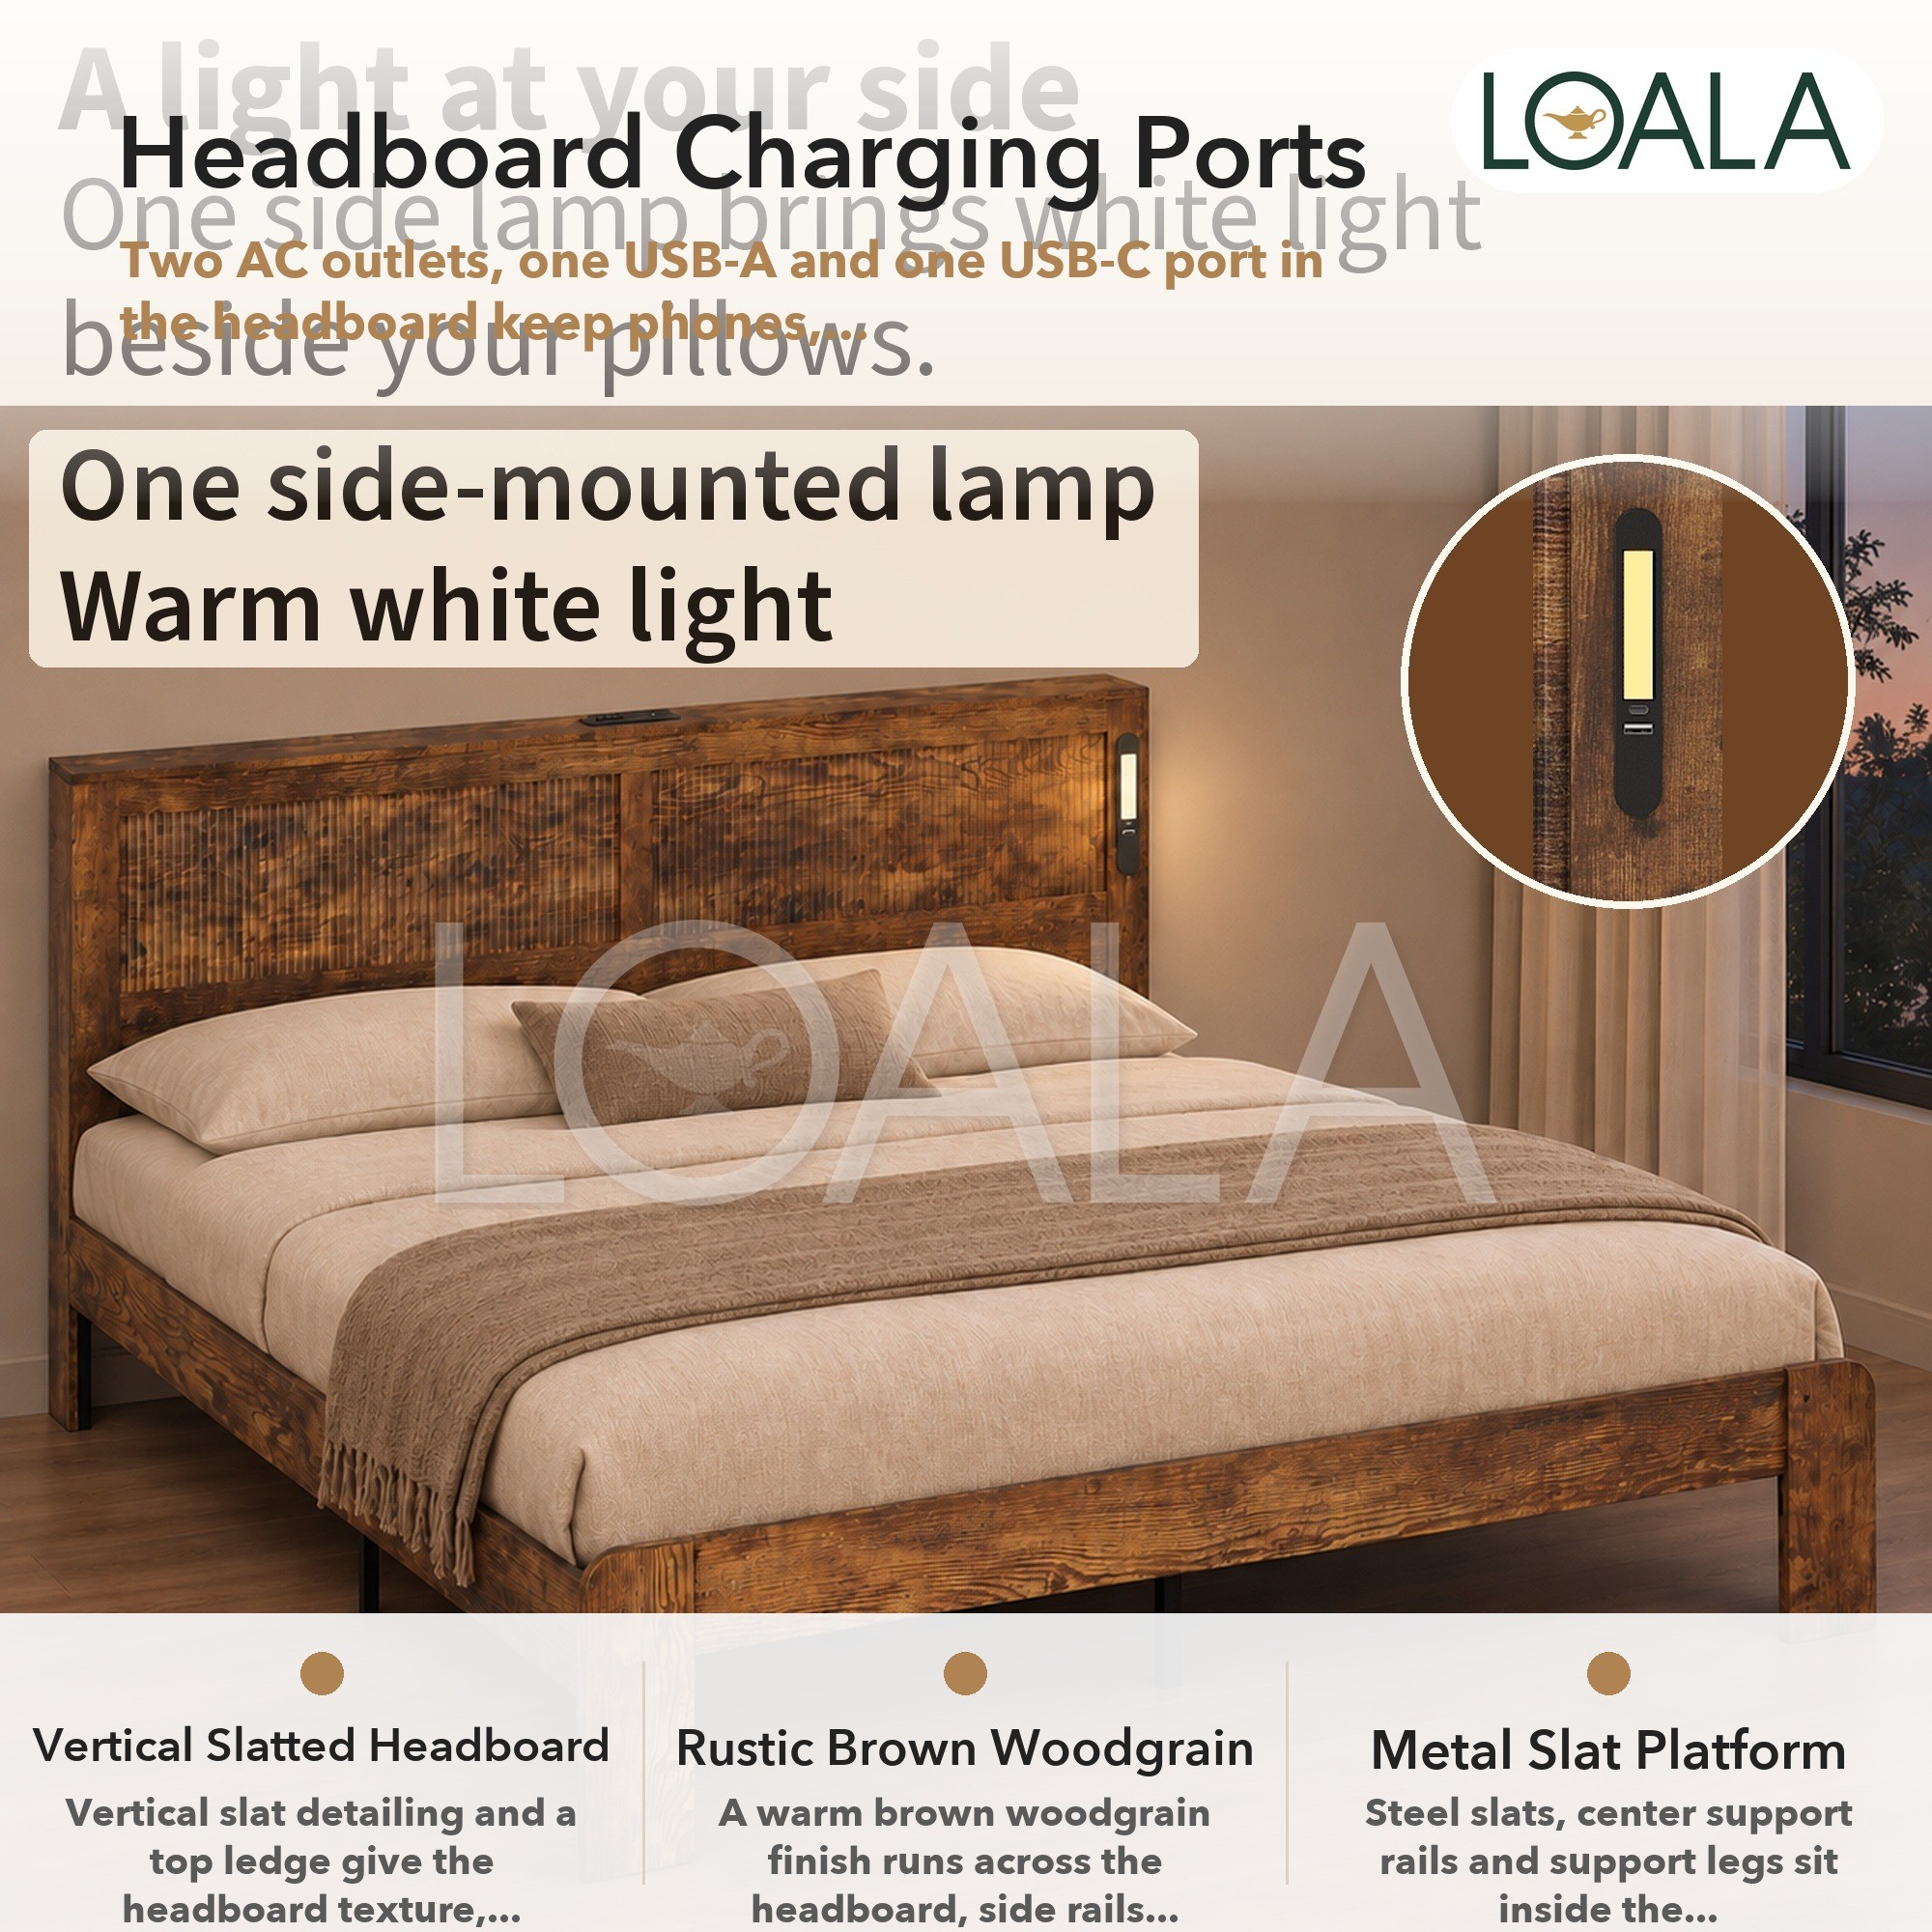 A light at your side
LOALA
Headboard Charging Ports
One side lamp brings white light
Two AC outlets, one USB-A and one USB-C port in
the headboard keep phones,...
beside your pillows.
One side-mounted lamp
Warm white light
LOALA
Vertical Slatted Headboard
Vertical slat detailing and a
top ledge give the
headboard texture,...
Rustic Brown Woodgrain
A warm brown woodgrain
finish runs across the
headboard, side rails...
Metal Slat Platform
Steel slats, center support
rails and support legs sit
inside the...